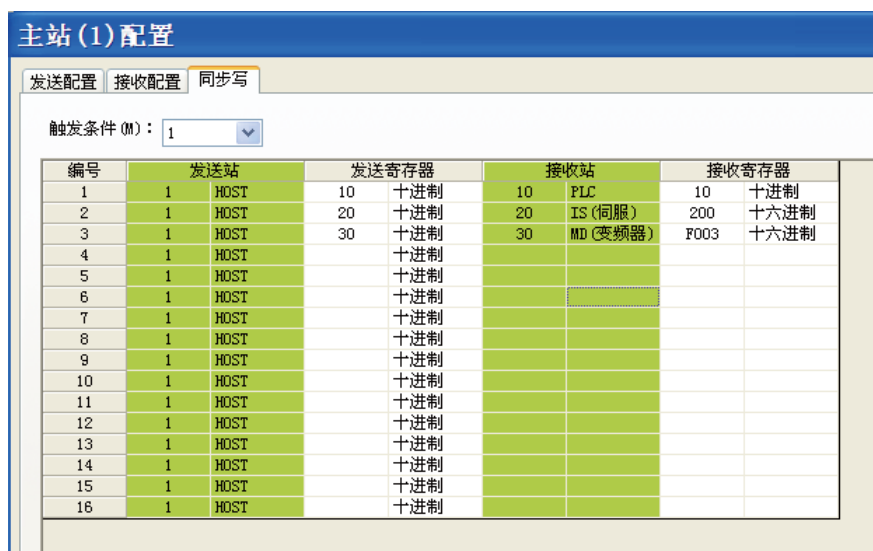 主站(1)配置
发送配置 接收配置 同步写
触发条件(M): 1
编号 发送站 发送寄存器 接收站 接收寄存器
1 1 HOST 10 十进制 10 PLC 10 十进制
2 1 HOST 20 十进制 20 IS(伺服) 200 十六进制
3 1 HOST 30 十进制 30 MD(变频器) F003 十六进制
4 1 HOST 十进制
5 1 HOST 十进制
6 1 HOST 十进制
7 1 HOST 十进制
8 1 HOST 十进制
9 1 HOST 十进制
10 1 HOST 十进制
11 1 HOST 十进制
12 1 HOST 十进制
13 1 HOST 十进制
14 1 HOST 十进制
15 1 HOST 十进制
16 1 HOST 十进制